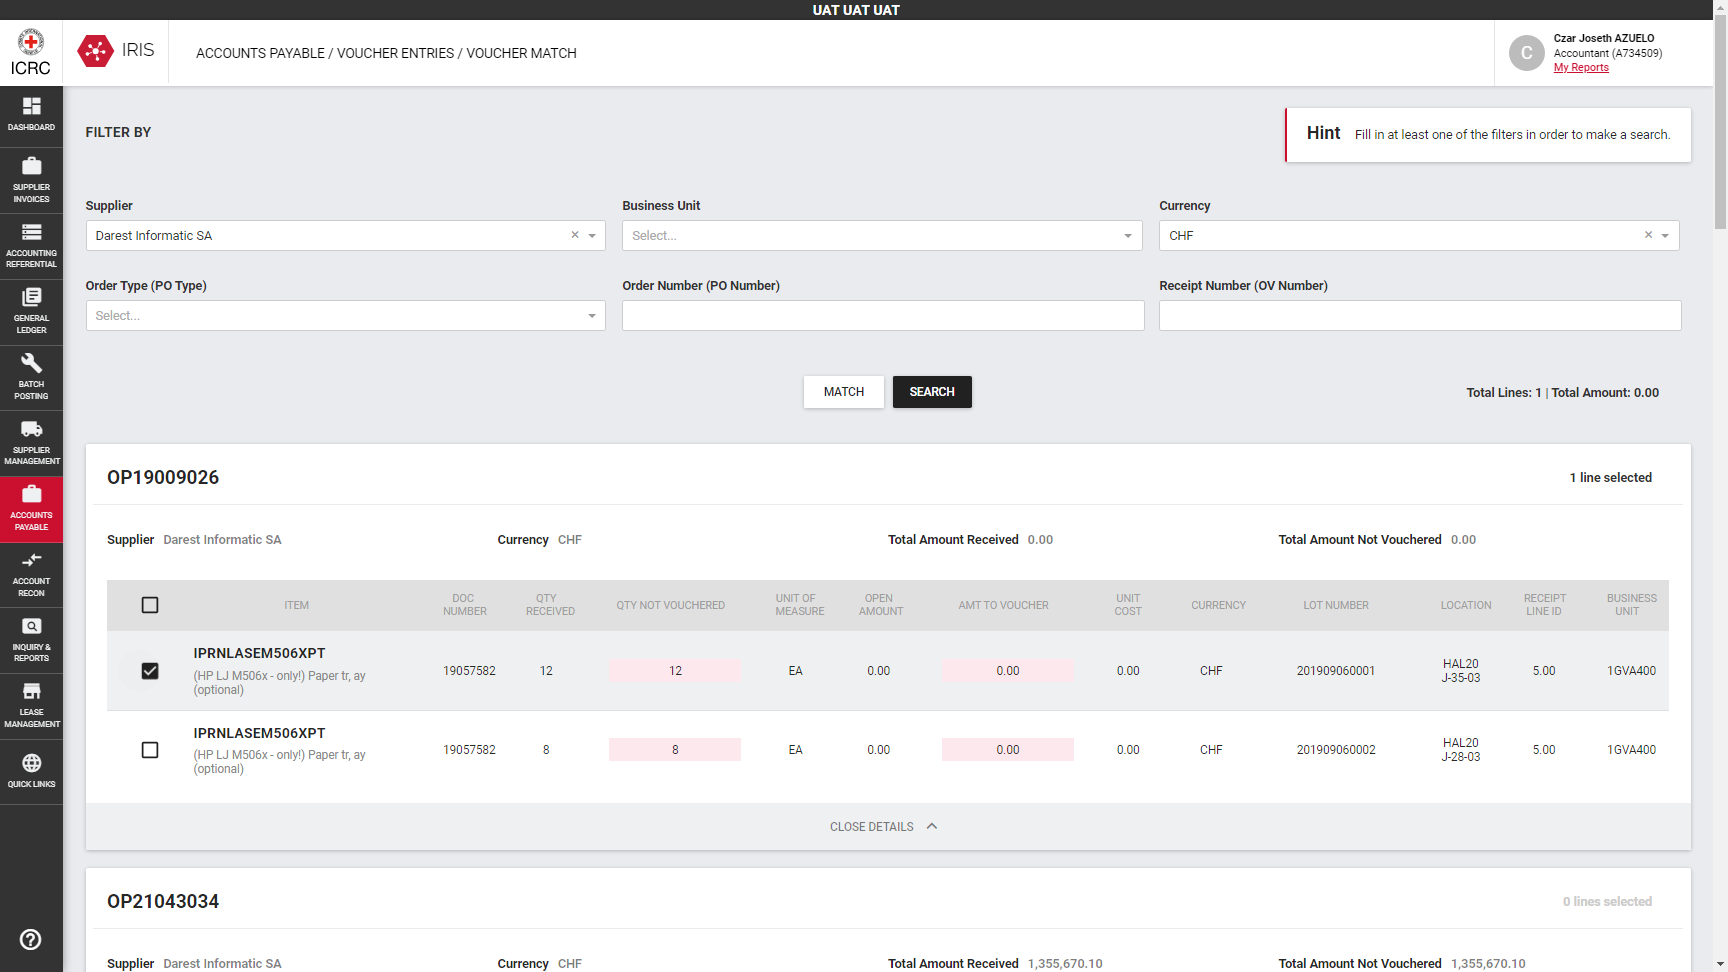 UAT UAT UAT
ICRC
IRIS
ACCOUNTS PAYABLE / VOUCHER ENTRIES / VOUCHER MATCH
C
Czar Joseth AZUELO
Accountant (A734509)
My Reports
DASHBOARD
SUPPLIER
INVOICES
ACCOUNTING
REFERENTIAL
GENERAL
LEDGER
BATCH
POSTING
SUPPLIER
MANAGEMENT
ACCOUNTS
PAYABLE
ACCOUNT
RECON
INQUIRY &
REPORTS
LEASE
MANAGEMENT
QUICK LINKS
FILTER BY
Hint Fill in at least one of the filters in order to make a search.
Supplier Business Unit Currency
Darest Informatic SA × Select... CHF ×
Order Type (PO Type) Order Number (PO Number) Receipt Number (OV Number)
Select...
MATCH SEARCH Total Lines: 1 | Total Amount: 0.00
OP19009026 1 line selected
Supplier Darest Informatic SA Currency CHF Total Amount Received 0.00 Total Amount Not Vouchered 0.00
ITEM DOC NUMBER QTY RECEIVED QTY NOT VOUCHERED UNIT OF MEASURE OPEN AMOUNT AMT TO VOUCHER UNIT COST CURRENCY LOT NUMBER LOCATION RECEIPT LINE ID BUSINESS UNIT
IPRNLASEM506XPT
(HP LJ M506x - only!) Paper tr, ay
(optional)
19057582 12 12 EA 0.00 0.00 0.00 CHF 201909060001 HAL20 J-35-03 5.00 1GVA400
IPRNLASEM506XPT
(HP LJ M506x - only!) Paper tr, ay
(optional)
19057582 8 8 EA 0.00 0.00 0.00 CHF 201909060002 HAL20 J-28-03 5.00 1GVA400
CLOSE DETAILS
OP21043034 0 lines selected
Supplier Darest Informatic SA Currency CHF Total Amount Received 1,355,670.10 Total Amount Not Vouchered 1,355,670.10